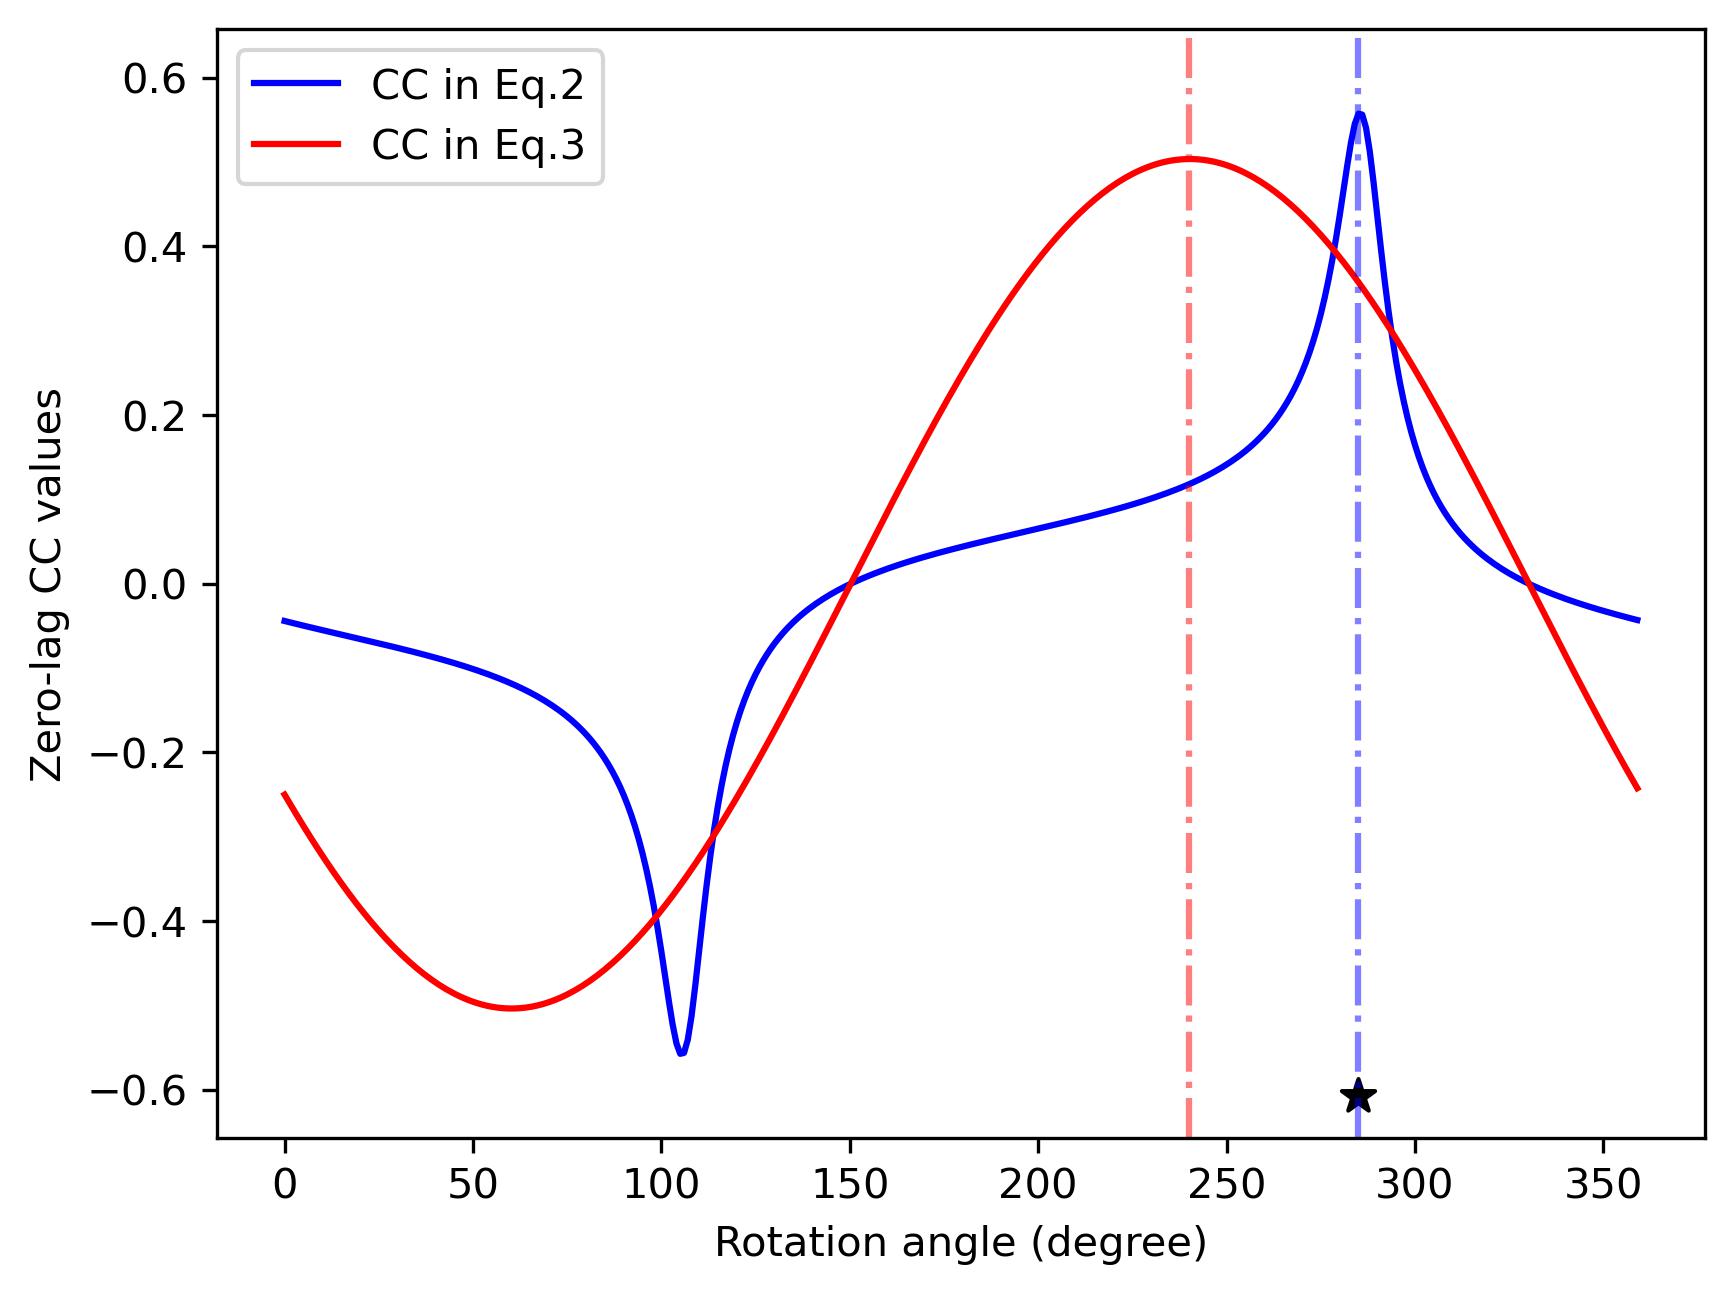 CC in Eq.2
CC in Eq.3
Zero-lag CC values
0.6
0.4
0.2
0.0
−0.2
−0.4
−0.6
0 50 100 150 200 250 300 350
Rotation angle (degree)